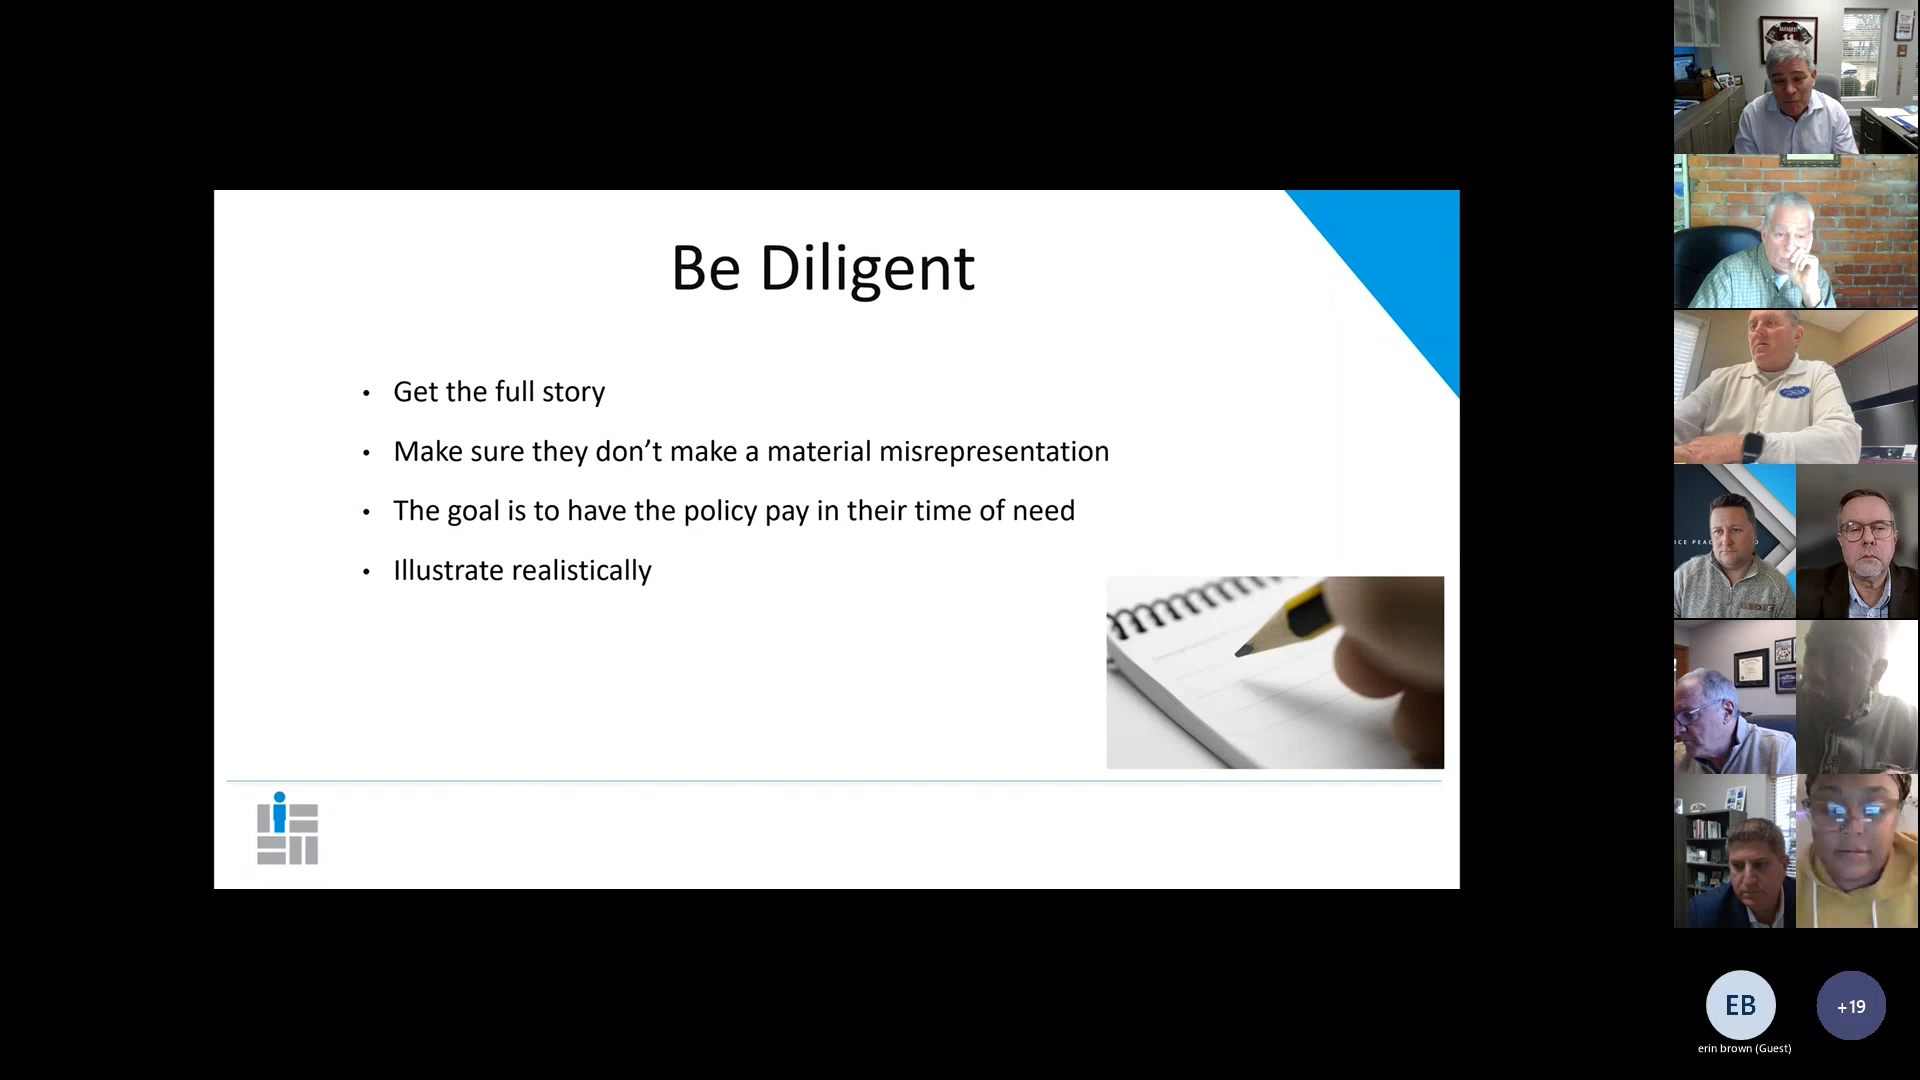 Be Diligent
• Get the full story
• Make sure they don’t make a material misrepresentation
• The goal is to have the policy pay in their time of need
• Illustrate realistically
11
EB
+19
erin brown (Guest)